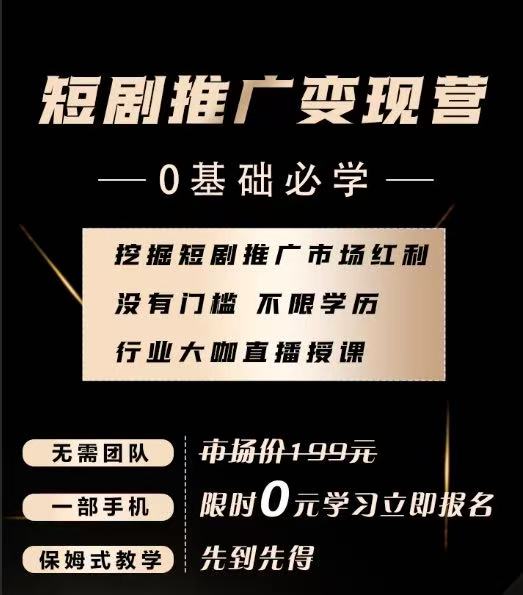 短剧推广变现营
0基础必学
挖掘短剧推广市场红利
没有门槛 不限学历
行业大咖直播授课
无需团队
市场价199元
一部手机
限时0元学习立即报名
保姆式教学
先到先得